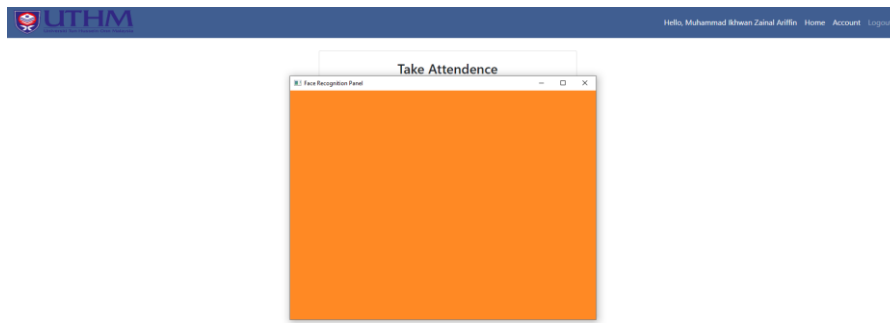 UTHM
Hello, Muhammad Ikhwan Zainal Ariffin Home Account Logout
Take Attendence
Face Recognition Panel